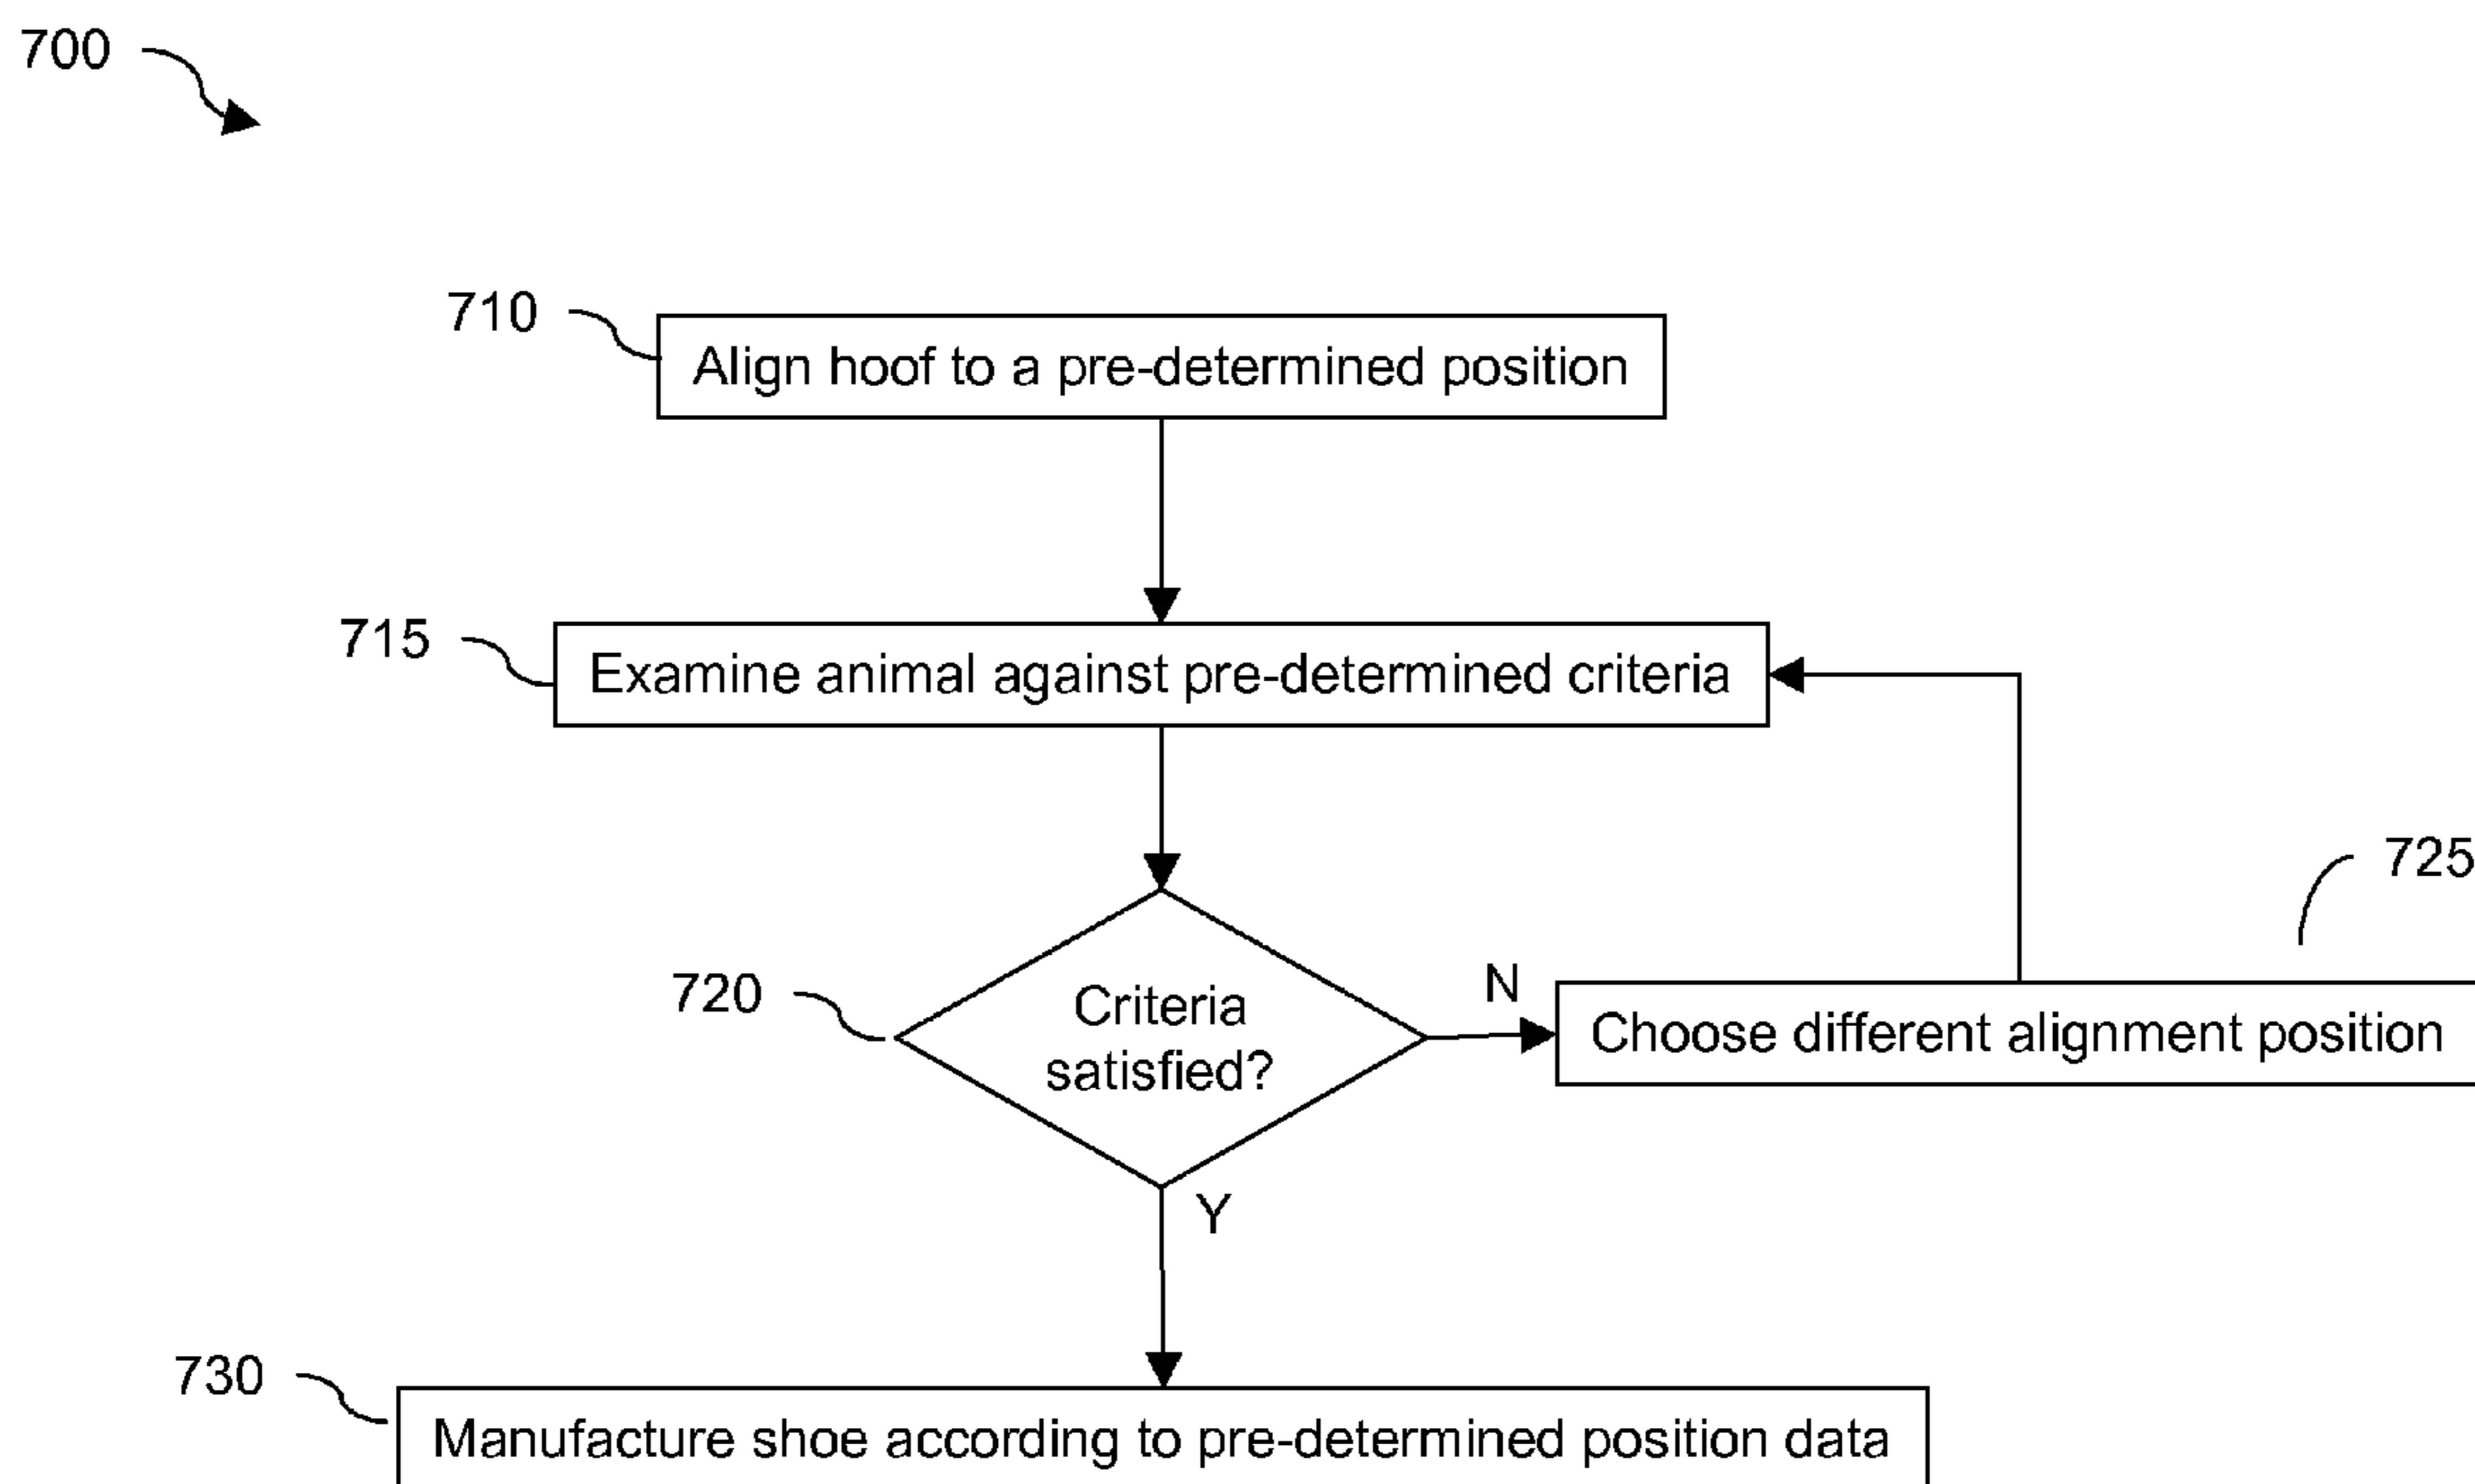 700
710
Align hoof to a pre-determined position
715
Examine animal against pre-determined criteria
725
720
Criteria
satisfied?
N
Choose different alignment position
Y
730
Manufacture shoe according to pre-determined position data